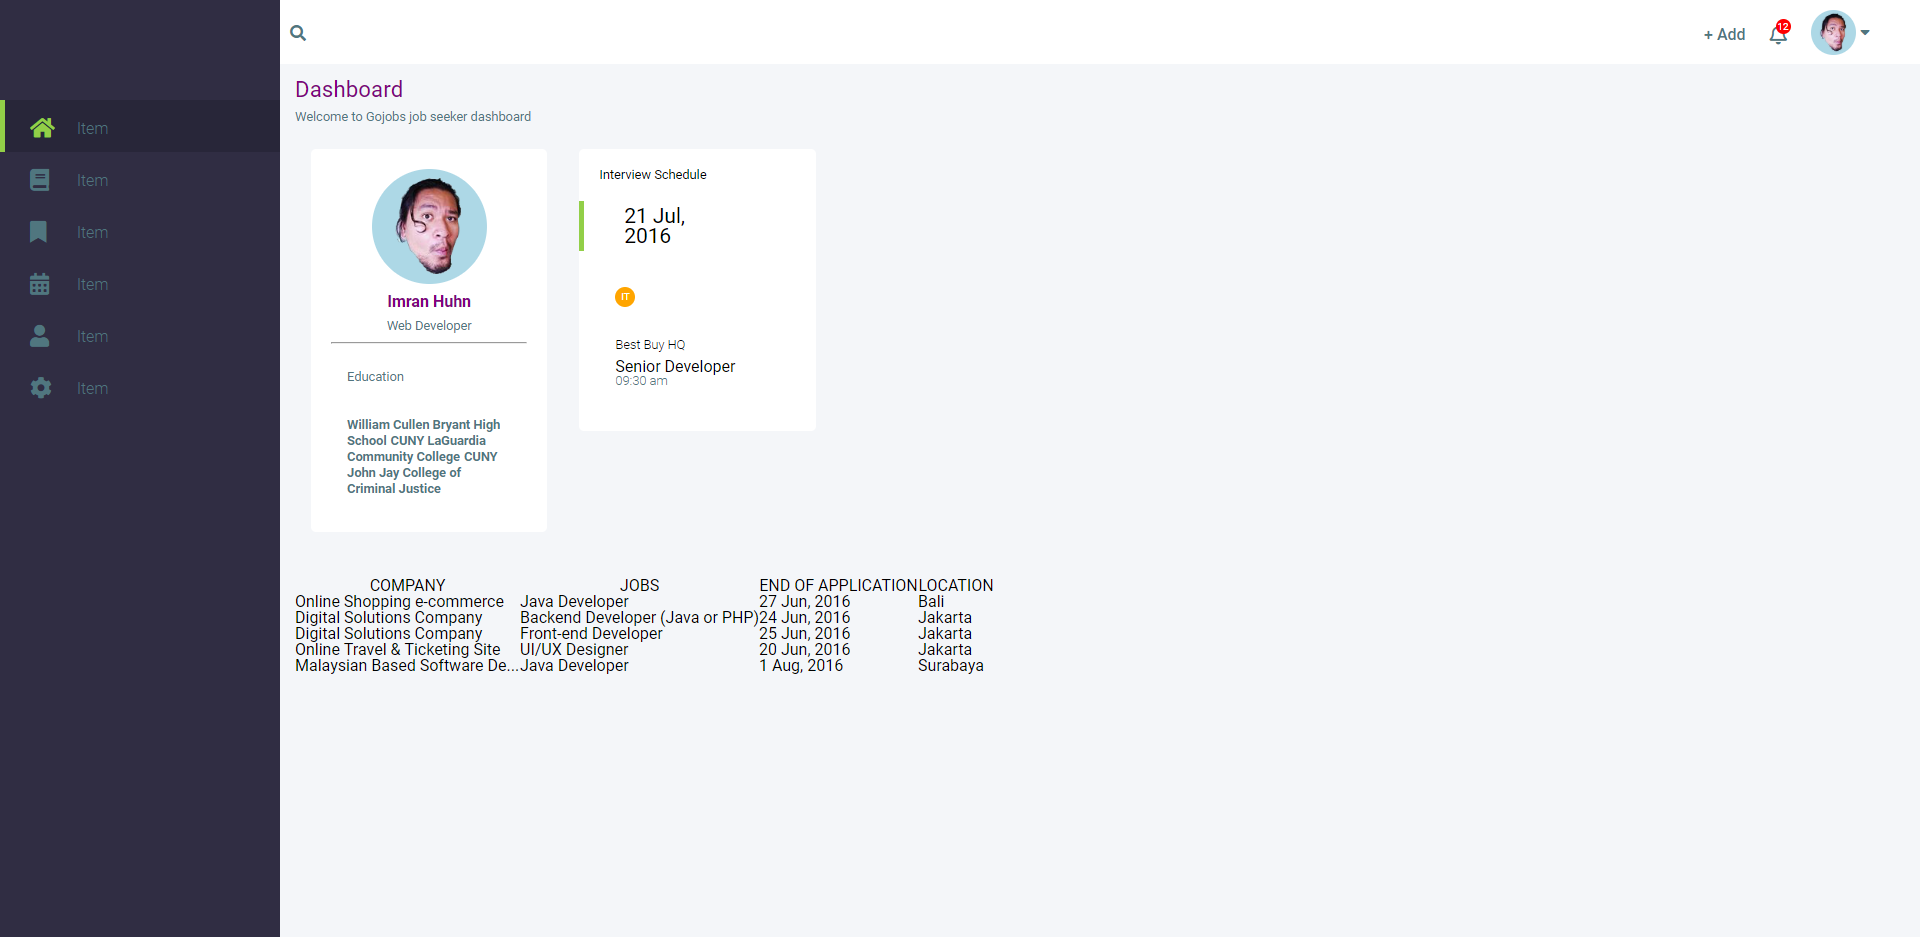 + Add
12
Dashboard
Welcome to Gojobs job seeker dashboard
Item
Item
Item
Item
Item
Item
Imran Huhn
Web Developer
Education
William Cullen Bryant High
School CUNY LaGuardia
Community College CUNY
John Jay College of
Criminal Justice
Interview Schedule
21 Jul,
2016
IT
Best Buy HQ
Senior Developer
09:30 am
COMPANY JOBS END OF APPLICATION LOCATION
Online Shopping e-commerce Java Developer 27 Jun, 2016 Bali
Digital Solutions Company Backend Developer (Java or PHP) 24 Jun, 2016 Jakarta
Digital Solutions Company Front-end Developer 25 Jun, 2016 Jakarta
Online Travel & Ticketing Site UI/UX Designer 20 Jun, 2016 Jakarta
Malaysian Based Software De... Java Developer 1 Aug, 2016 Surabaya